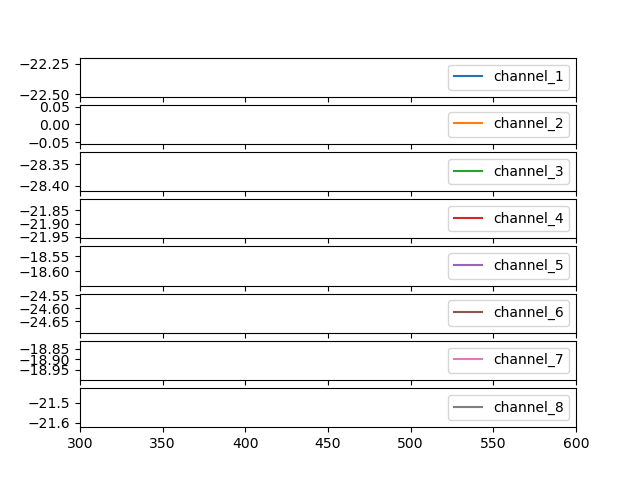 −22.25
channel_1
−22.50
0.05
0.00
channel_2
−0.05
−28.35
channel_3
−28.40
−21.85
channel_4
−21.90
−21.95
−18.55
channel_5
−18.60
−24.55
−24.60
channel_6
−24.65
−18.85
−18.90
channel_7
−18.95
−21.5
channel_8
−21.6
300 350 400 450 500 550 600